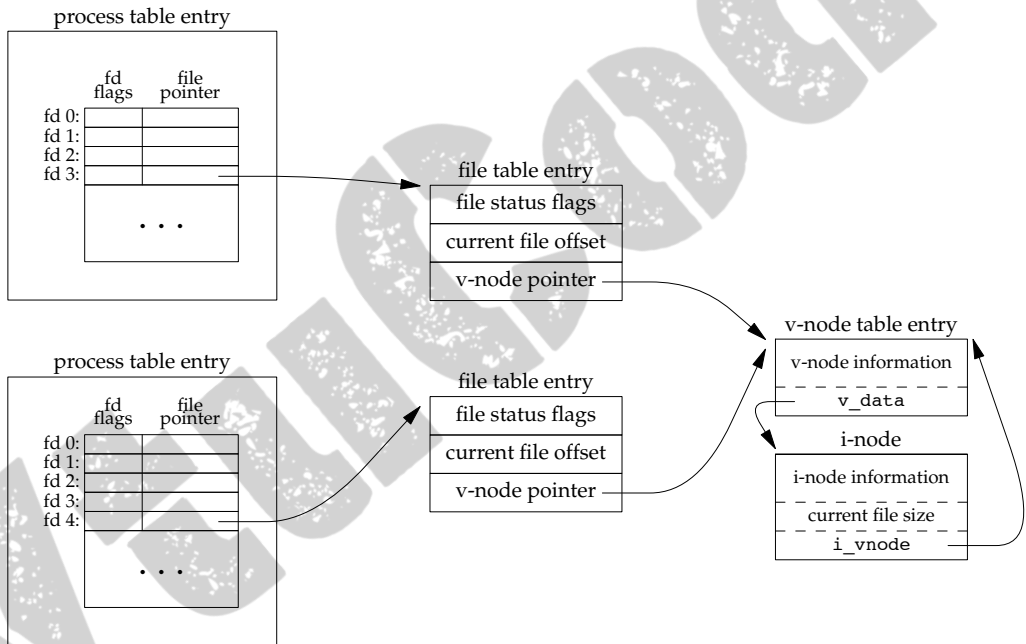 process table entry
fd
flags
file
pointer
fd 0:
fd 1:
fd 2:
fd 3:
. . .
file table entry
file status flags
current file offset
v-node pointer
process table entry
fd
flags
file
pointer
fd 0:
fd 1:
fd 2:
fd 3:
fd 4:
. . .
file table entry
file status flags
current file offset
v-node pointer
v-node table entry
v-node information
v_data
i-node
i-node information
current file size
i_vnode